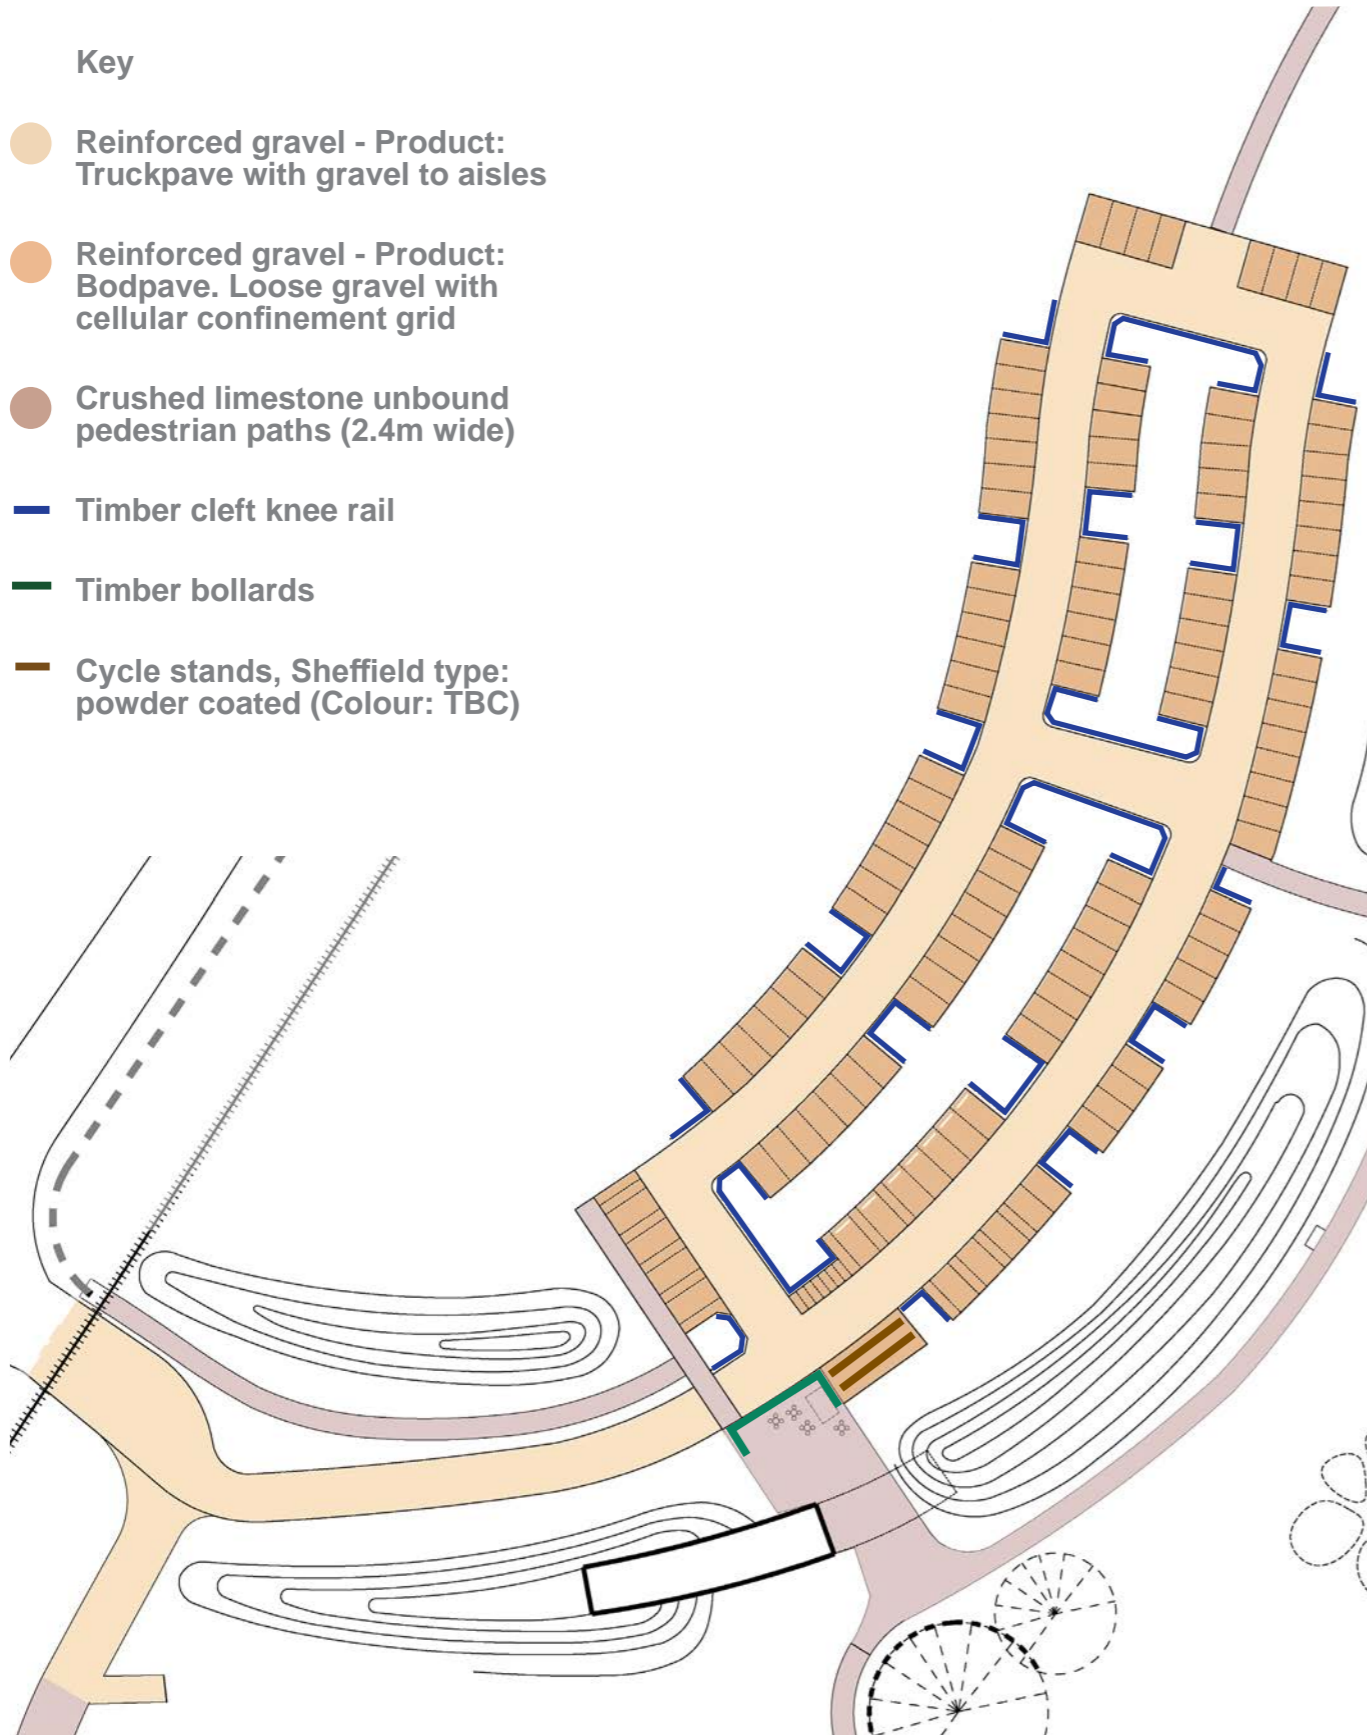 Key
Reinforced gravel - Product:
Truckpave with gravel to aisles
Reinforced gravel - Product:
Bodpave. Loose gravel with
cellular confinement grid
Crushed limestone unbound
pedestrian paths (2.4m wide)
Timber cleft knee rail
Timber bollards
Cycle stands, Sheffield type:
powder coated (Colour: TBC)